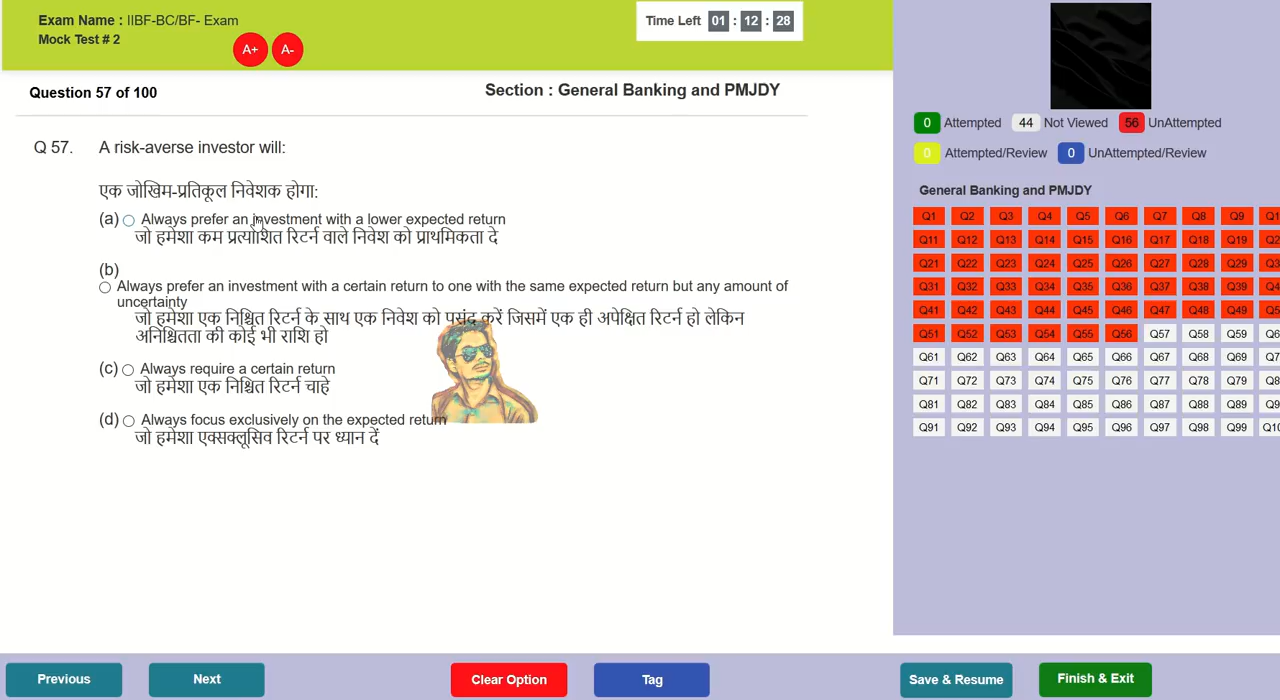 Exam Name : IIBF-BC/BF- Exam
Mock Test # 2
A+ A-
Time Left 01 : 12 : 28
Question 57 of 100
Section : General Banking and PMJDY
Q 57. A risk-averse investor will:
एक जोखिम-प्रतिकूल निवेशक होगा:
(a) Always prefer an investment with a lower expected return
जो हमेशा कम प्रत्याशित रिटर्न वाले निवेश को प्राथमिकता दे
(b)
Always prefer an investment with a certain return to one with the same expected return but any amount of
uncertainty
जो हमेशा एक निश्चित रिटर्न के साथ एक निवेश को पसंद करें जिसमें एक ही अपेक्षित रिटर्न हो लेकिन
अनिश्चितता की कोई भी राशि हो
(c) Always require a certain return
जो हमेशा एक निश्चित रिटर्न चाहे
(d) Always focus exclusively on the expected return
जो हमेशा एक्सक्लूसिव रिटर्न पर ध्यान दें
0 Attempted 44 Not Viewed 56 UnAttempted
0 Attempted/Review 0 UnAttempted/Review
General Banking and PMJDY
Q1 Q2 Q3 Q4 Q5 Q6 Q7 Q8 Q9
Q11 Q12 Q13 Q14 Q15 Q16 Q17 Q18 Q19
Q21 Q22 Q23 Q24 Q25 Q26 Q27 Q28 Q29
Q31 Q32 Q33 Q34 Q35 Q36 Q37 Q38 Q39
Q41 Q42 Q43 Q44 Q45 Q46 Q47 Q48 Q49
Q51 Q52 Q53 Q54 Q55 Q56 Q57 Q58 Q59
Q61 Q62 Q63 Q64 Q65 Q66 Q67 Q68 Q69
Q71 Q72 Q73 Q74 Q75 Q76 Q77 Q78 Q79
Q81 Q82 Q83 Q84 Q85 Q86 Q87 Q88 Q89
Q91 Q92 Q93 Q94 Q95 Q96 Q97 Q98 Q99
Previous Next Clear Option Tag Save & Resume Finish & Exit